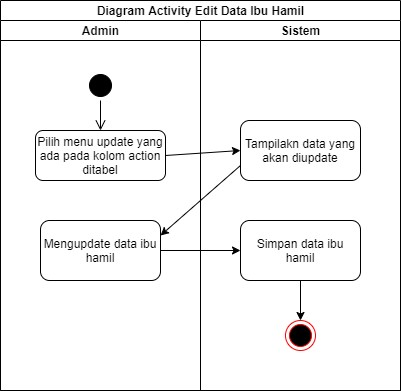 Diagram Activity Edit Data Ibu Hamil
Admin
Sistem
Pilih menu update yang
ada pada kolom action
ditabel
Tampilakn data yang
akan diupdate
Mengupdate data ibu
hamil
Simpan data ibu
hamil